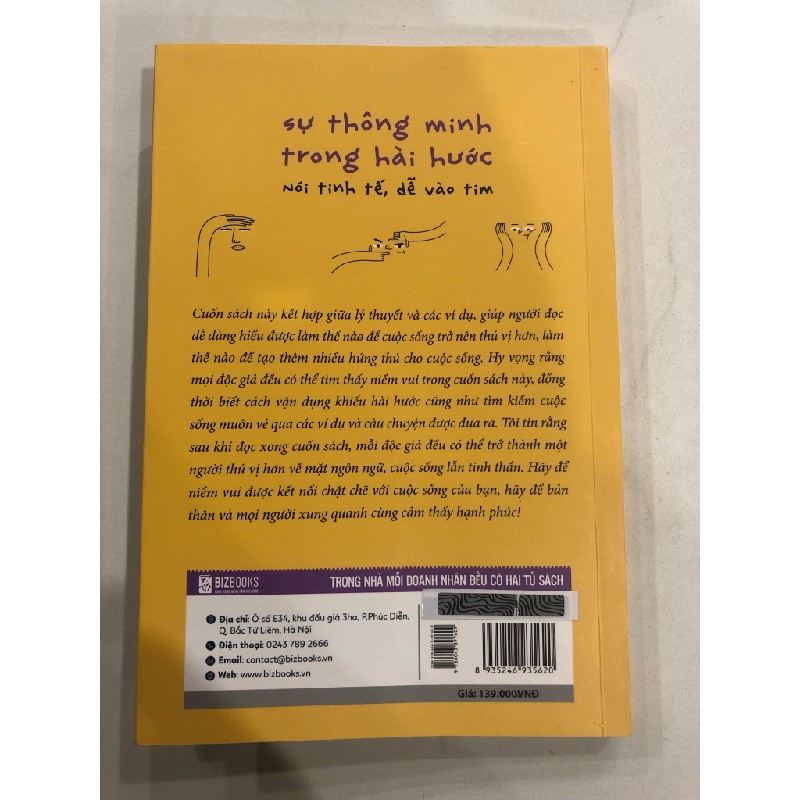 sự thông minh
trong hài hước
Nói tinh tế, dễ vào tim
Cuốn sách này kết hợp giữa lý thuyết và các ví dụ, giúp người đọc
dễ dàng hiểu được làm thế nào để cuộc sống trở nên thú vị hơn, làm
thế nào để tạo thêm nhiều hứng thú cho cuộc sống. Hy vọng rằng
mọi độc giả đều có thể tìm thấy niềm vui trong cuốn sách này, đồng
thời biết cách vận dụng khiếu hài hước cũng như tìm kiếm cuộc
sống muôn vẻ qua các ví dụ và câu chuyện được đưa ra. Tôi tin rằng
sau khi đọc xong cuốn sách, mỗi độc giả đều có thể trở thành một
người thú vị hơn về mặt ngôn ngữ, cuộc sống lẫn tinh thần. Hãy để
niềm vui được kết nối chặt chẽ với cuộc sống của bạn, hãy để bản
thân và mọi người xung quanh cùng cảm thấy hạnh phúc!
BIZBOOKS
TRONG NHÀ MỖI DOANH NHÂN ĐỀU CÓ HAI TỦ SÁCH
Địa chỉ: Ô số E34, khu đấu giá 3ha, P.Phúc Diễn,
Q. Bắc Từ Liêm, Hà Nội
Điện thoại: 0243 789 2666
Email: contact@bizbooks.vn
Web: www.bizbooks.vn
8 935246 935620
Giá: 139.000VNĐ